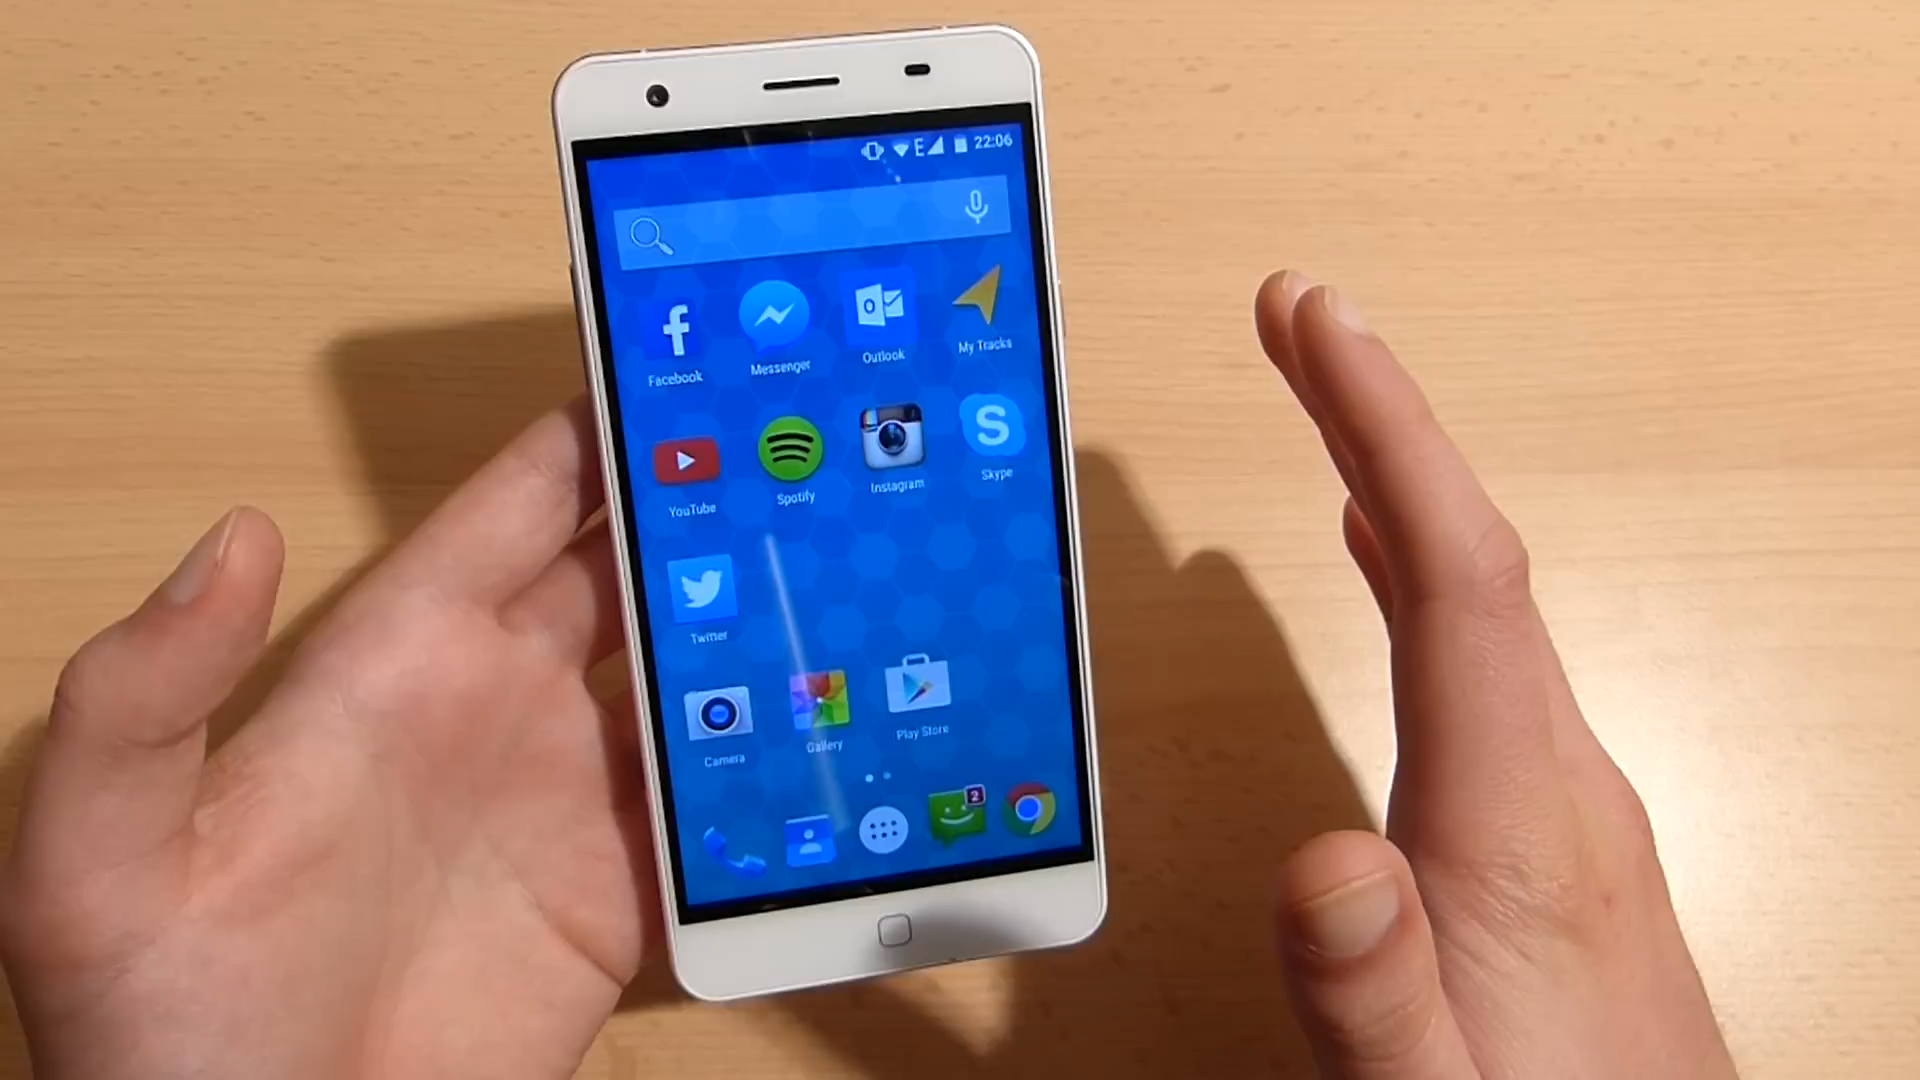 E 22:06
Facebook Messenger Outlook My Tracks
YouTube Spotify Instagram Skype
Twitter
Camera Gallery Play Store
2